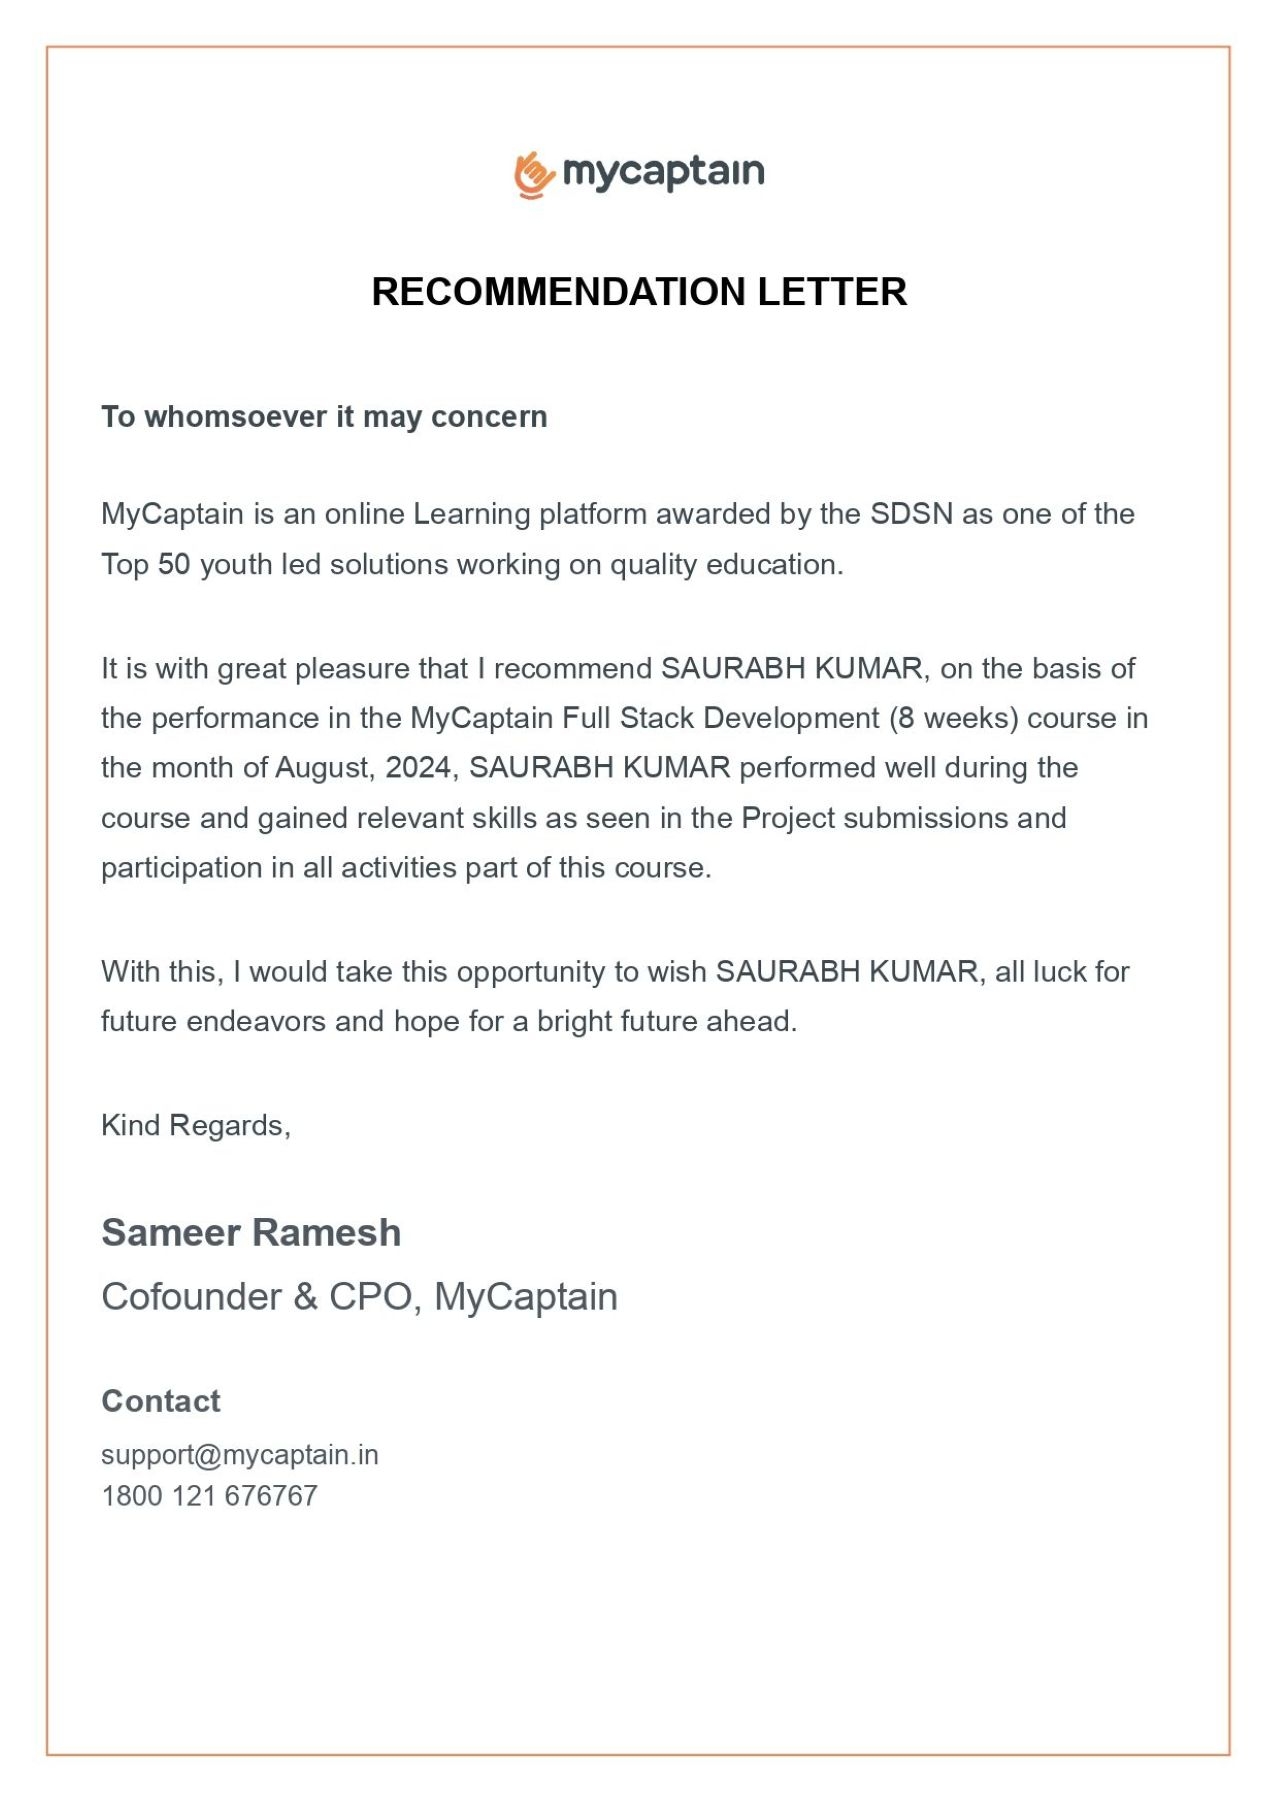 mycaptain
RECOMMENDATION LETTER
To whomsoever it may concern
MyCaptain is an online Learning platform awarded by the SDSN as one of the
Top 50 youth led solutions working on quality education.
It is with great pleasure that I recommend SAURABH KUMAR, on the basis of
the performance in the MyCaptain Full Stack Development (8 weeks) course in
the month of August, 2024, SAURABH KUMAR performed well during the
course and gained relevant skills as seen in the Project submissions and
participation in all activities part of this course.
With this, I would take this opportunity to wish SAURABH KUMAR, all luck for
future endeavors and hope for a bright future ahead.
Kind Regards,
Sameer Ramesh
Cofounder & CPO, MyCaptain
Contact
support@mycaptain.in
1800 121 676767